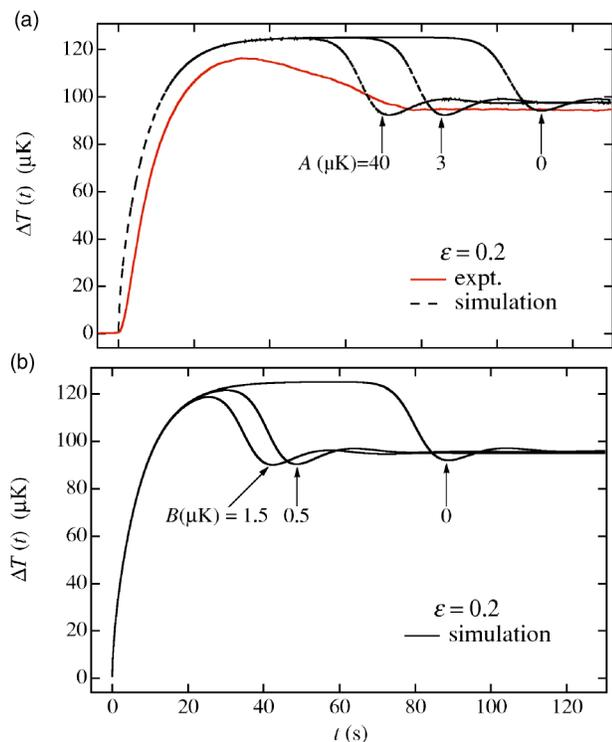 (a)
120
100
80
60
40
20
0
ΔT (t) (μK)
A (μK)=40 3 0
ε = 0.2
expt.
simulation
(b)
120
100
80
60
40
20
0
ΔT (t) (μK)
B(μK) = 1.5 0.5 0
ε = 0.2
simulation
0 20 40 60 80 100 120
t (s)